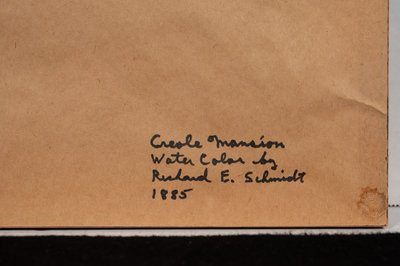 Creole Mansion
Water Color by
Richard E. Schmidt
1885